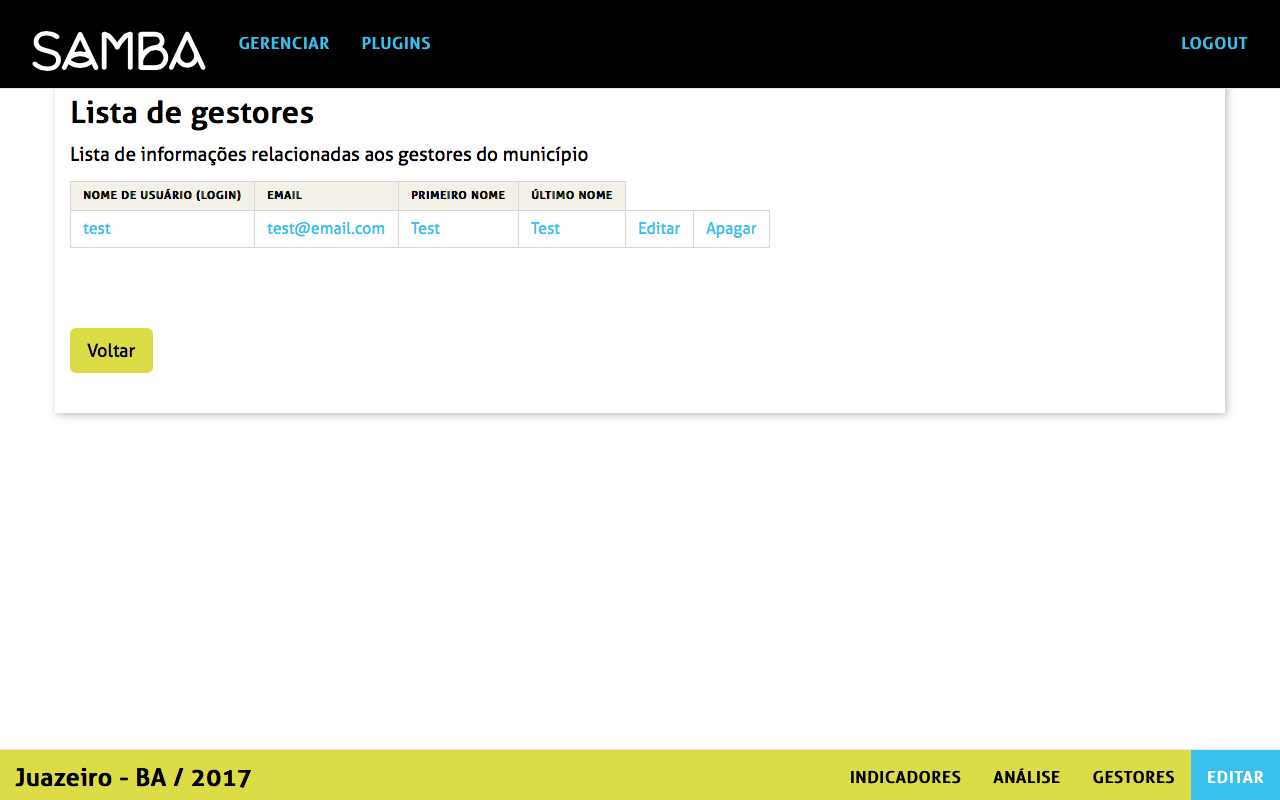 SAMBA GERENCIAR PLUGINS LOGOUT
Lista de gestores
Lista de informações relacionadas aos gestores do município
NOME DE USUÁRIO (LOGIN) EMAIL PRIMEIRO NOME ÚLTIMO NOME
test test@email.com Test Test Editar Apagar
Voltar
Juazeiro - BA / 2017 INDICADORES ANÁLISE GESTORES EDITAR